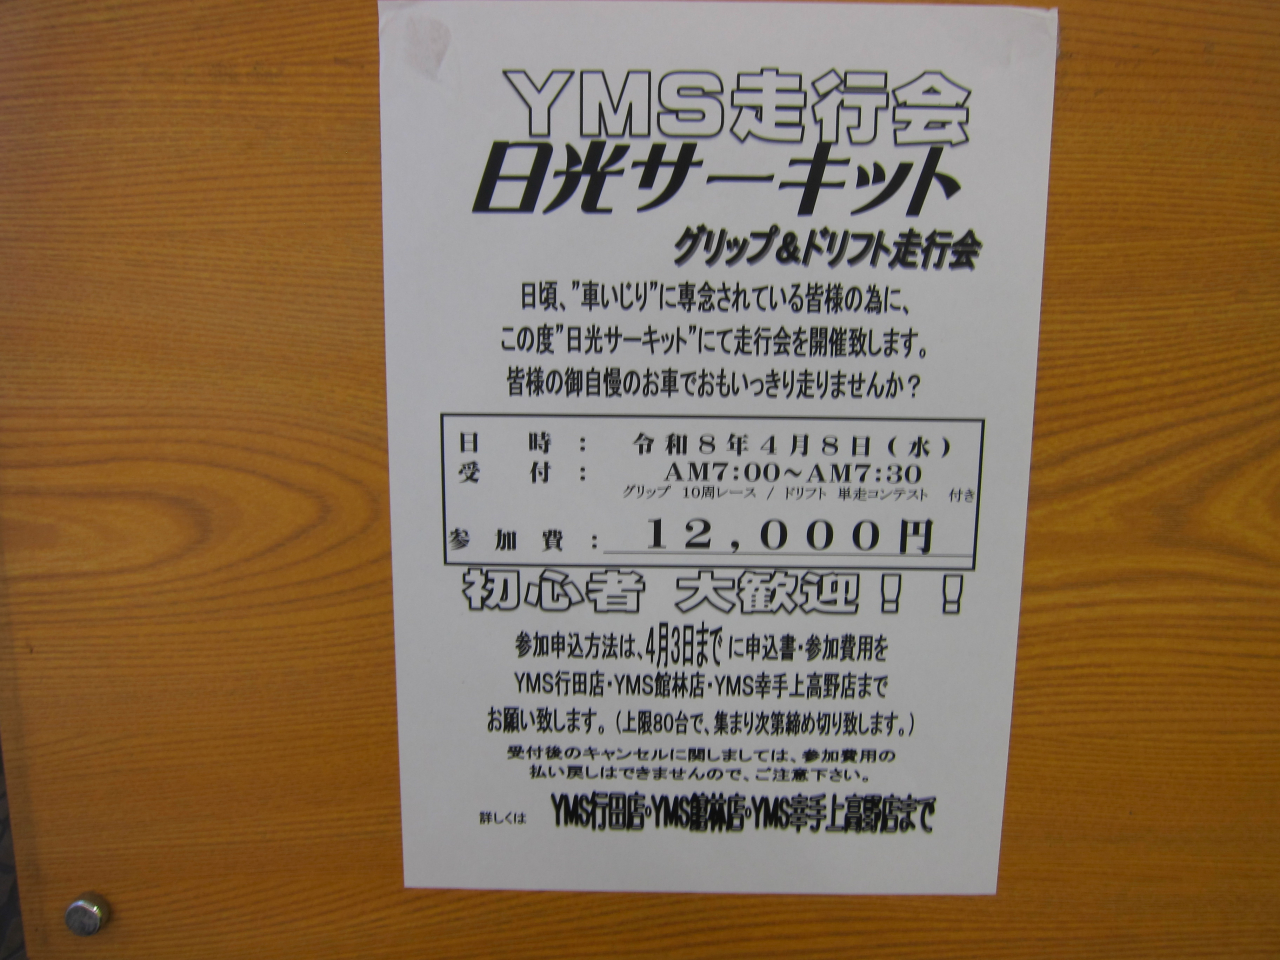 YMS走行会
日光サーキット
グリップ&ドリフト走行会
日頃、"車いじり"に専念されている皆様の為に、
この度"日光サーキット"にて走行会を開催致します。
皆様の御自慢のお車でおもいっきり走りませんか？
日　時：　令和８年４月８日（水）
受　付：　AM7:00～AM7:30
グリップ 10周レース / ドリフト 単走コンテスト 付き
参 加 費：　１２，０００円
初心者 大歓迎！！
参加申込方法は、4月3日まで に申込書・参加費用を
YMS行田店・YMS館林店・YMS幸手上高野店まで
お願い致します。（上限80台で、集まり次第締め切り致します。）
受付後のキャンセルに関しましては、参加費用の
払い戻しはできませんので、ご注意下さい。
詳しくは YMS行田店。YMS館林店。YMS幸手上高野店まで